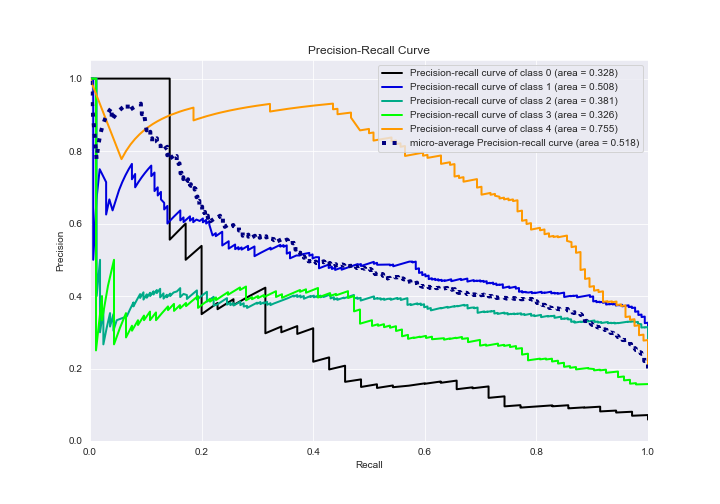 Precision-Recall Curve
Precision-recall curve of class 0 (area = 0.328)
Precision-recall curve of class 1 (area = 0.508)
Precision-recall curve of class 2 (area = 0.381)
Precision-recall curve of class 3 (area = 0.326)
Precision-recall curve of class 4 (area = 0.755)
micro-average Precision-recall curve (area = 0.518)
Precision
1.0
0.8
0.6
0.4
0.2
0.0
0.0 0.2 0.4 0.6 0.8 1.0
Recall